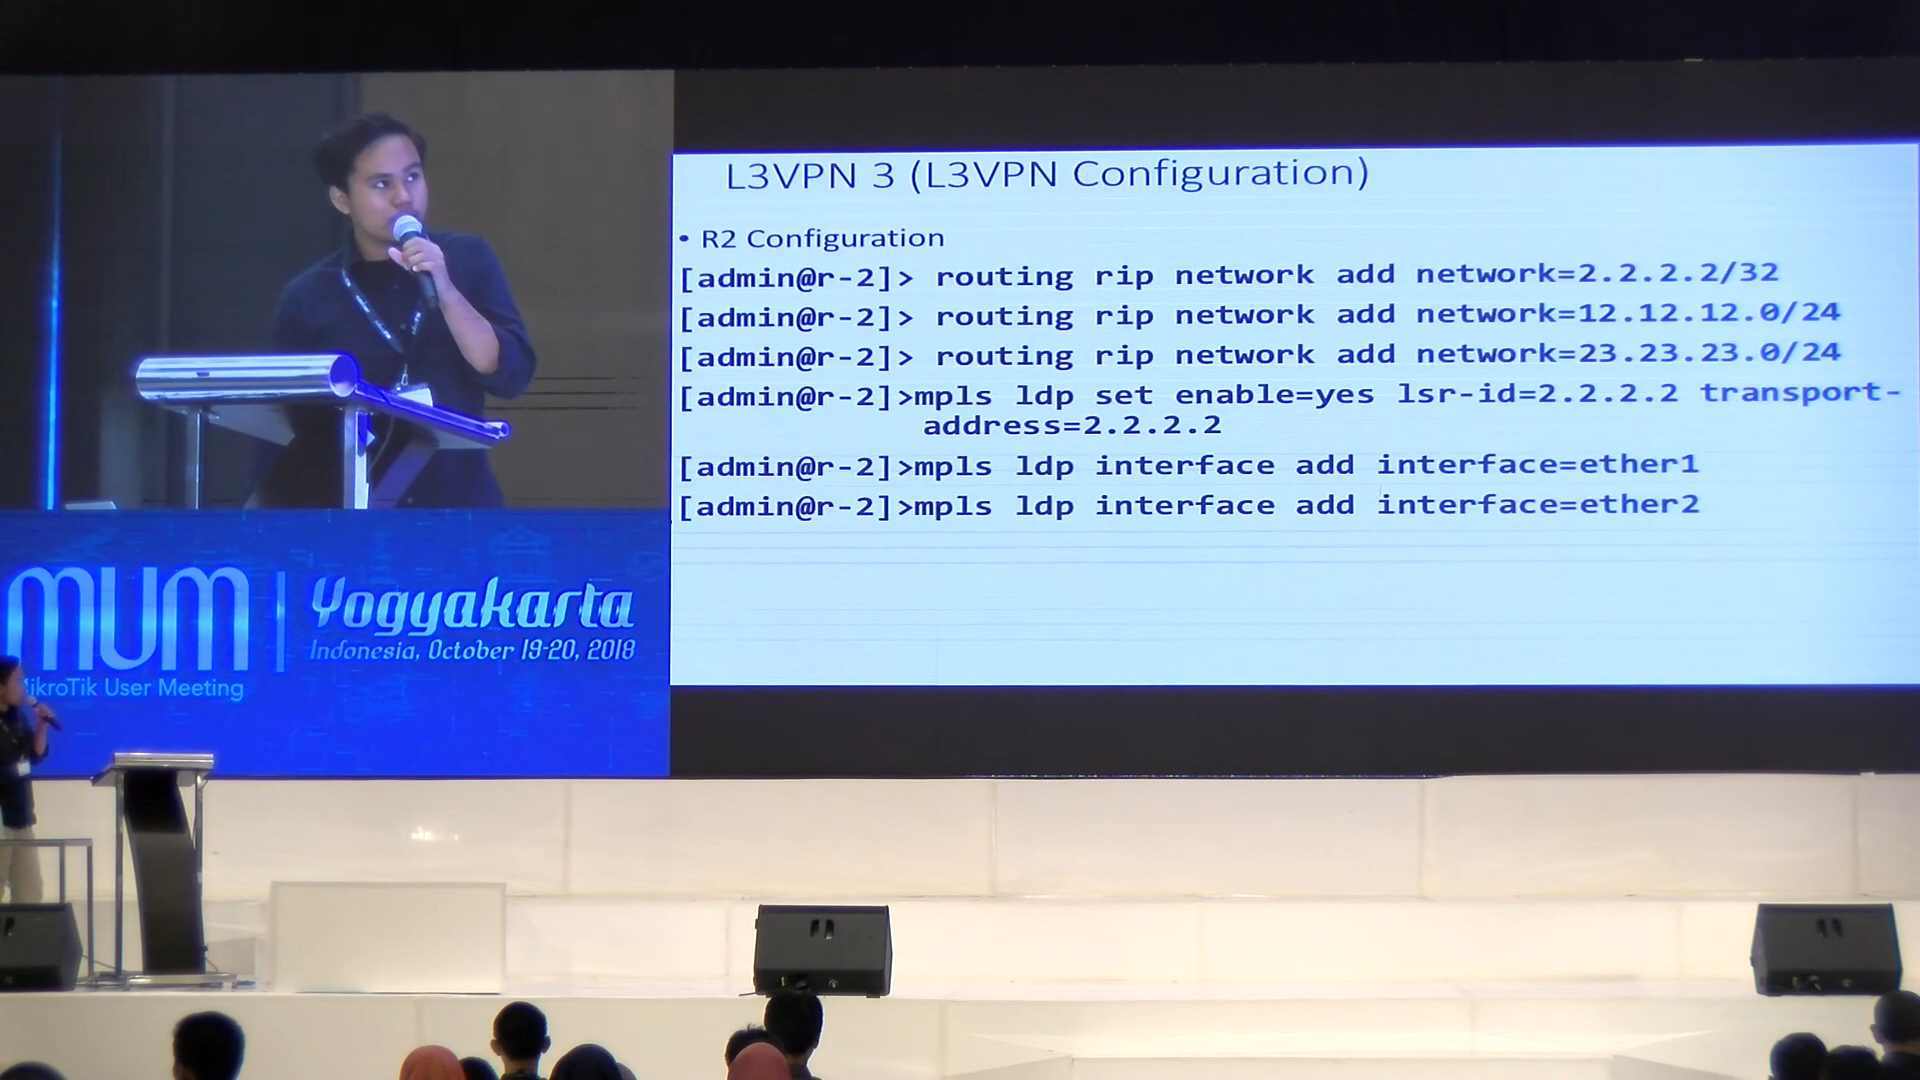 L3VPN 3 (L3VPN Configuration)
• R2 Configuration
[admin@r-2]> routing rip network add network=2.2.2.2/32
[admin@r-2]> routing rip network add network=12.12.12.0/24
[admin@r-2]> routing rip network add network=23.23.23.0/24
[admin@r-2]>mpls ldp set enable=yes lsr-id=2.2.2.2 transport-
address=2.2.2.2
[admin@r-2]>mpls ldp interface add interface=ether1
[admin@r-2]>mpls ldp interface add interface=ether2
MUM
MikroTik User Meeting
Yogyakarta
Indonesia, October 19-20, 2018